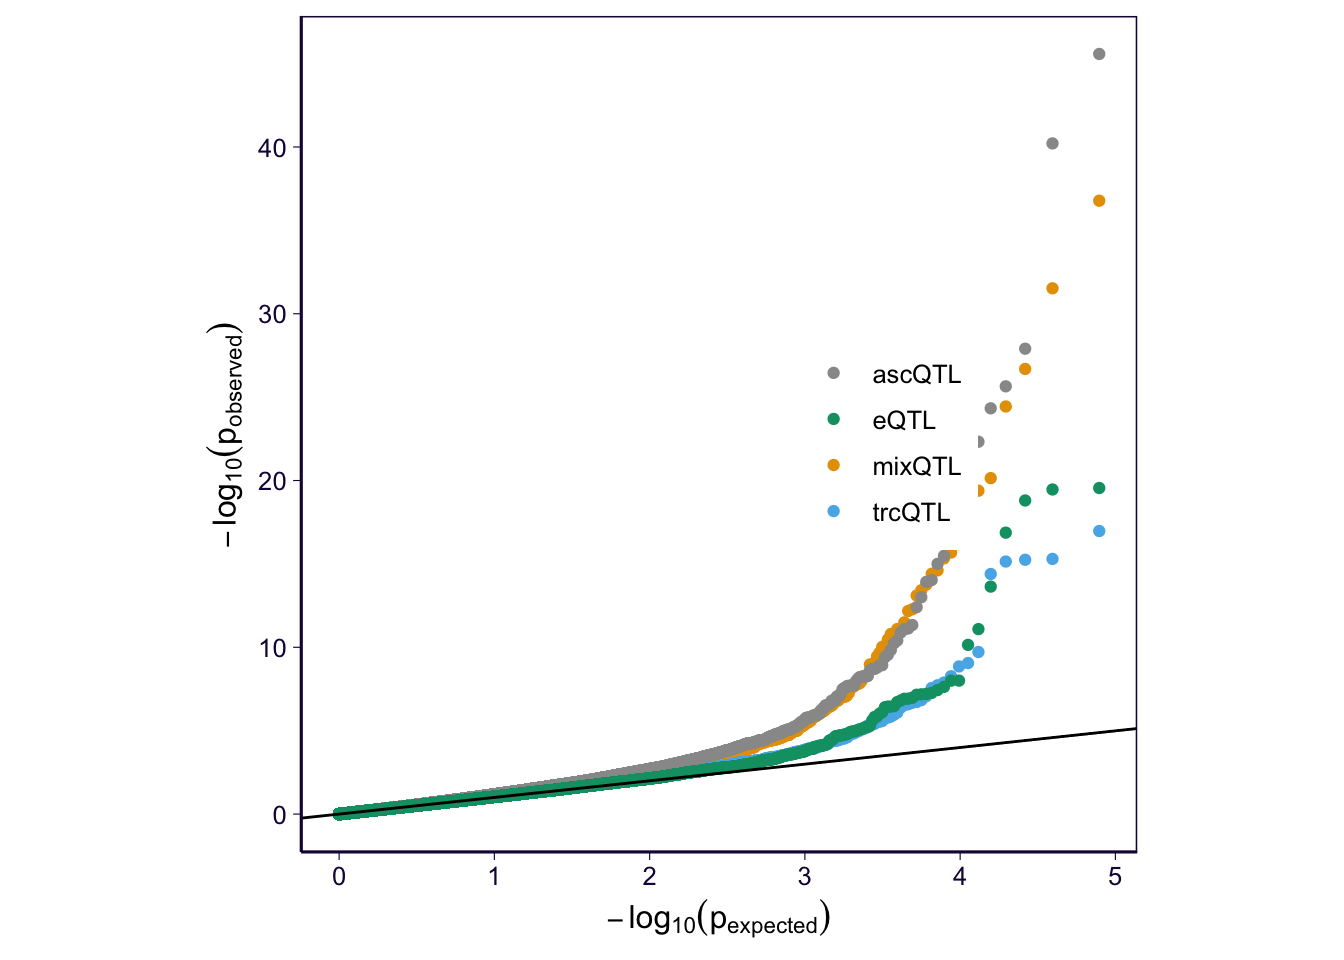 40
30
20
10
0
−log10(pobserved)
ascQTL
eQTL
mixQTL
trcQTL
0 1 2 3 4 5
−log10(pexpected)